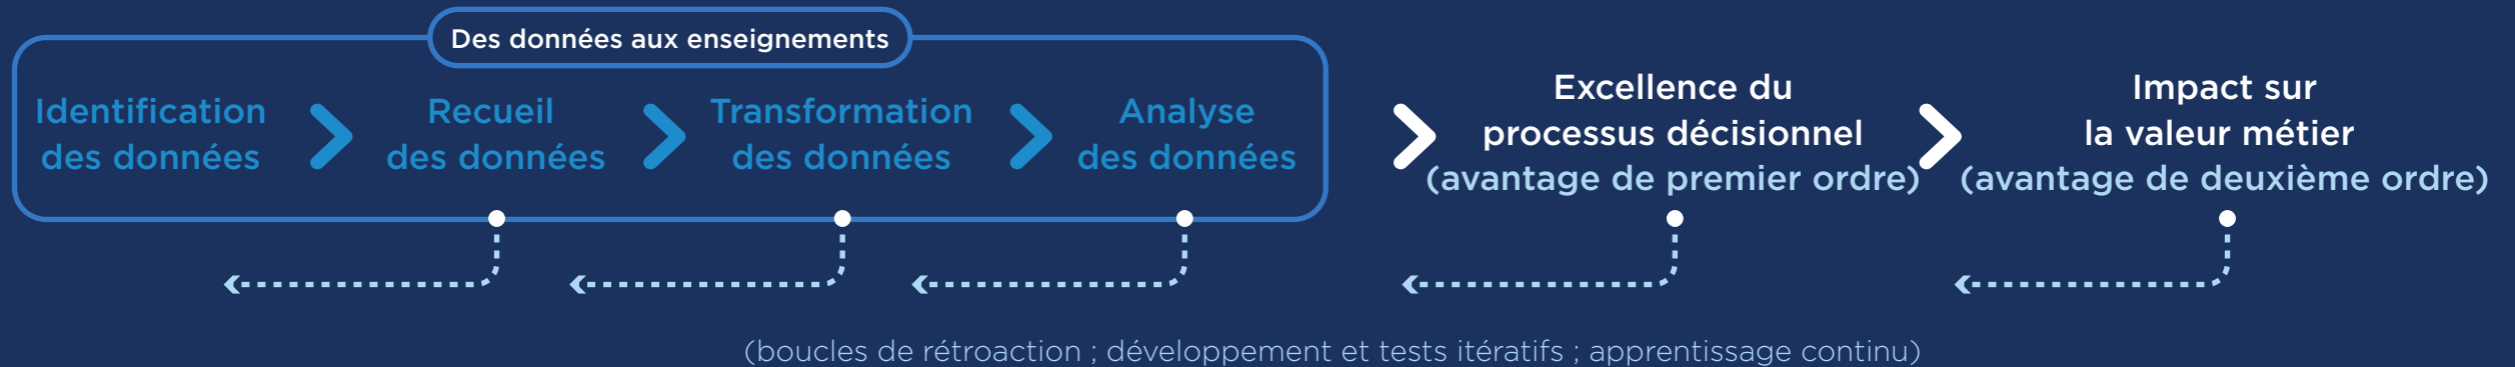 Des données aux enseignements
Identification
des données
Recueil
des données
Transformation
des données
Analyse
des données
Excellence du
processus décisionnel
(avantage de premier ordre)
Impact sur
la valeur métier
(avantage de deuxième ordre)
(boucles de rétroaction ; développement et tests itératifs ; apprentissage continu)